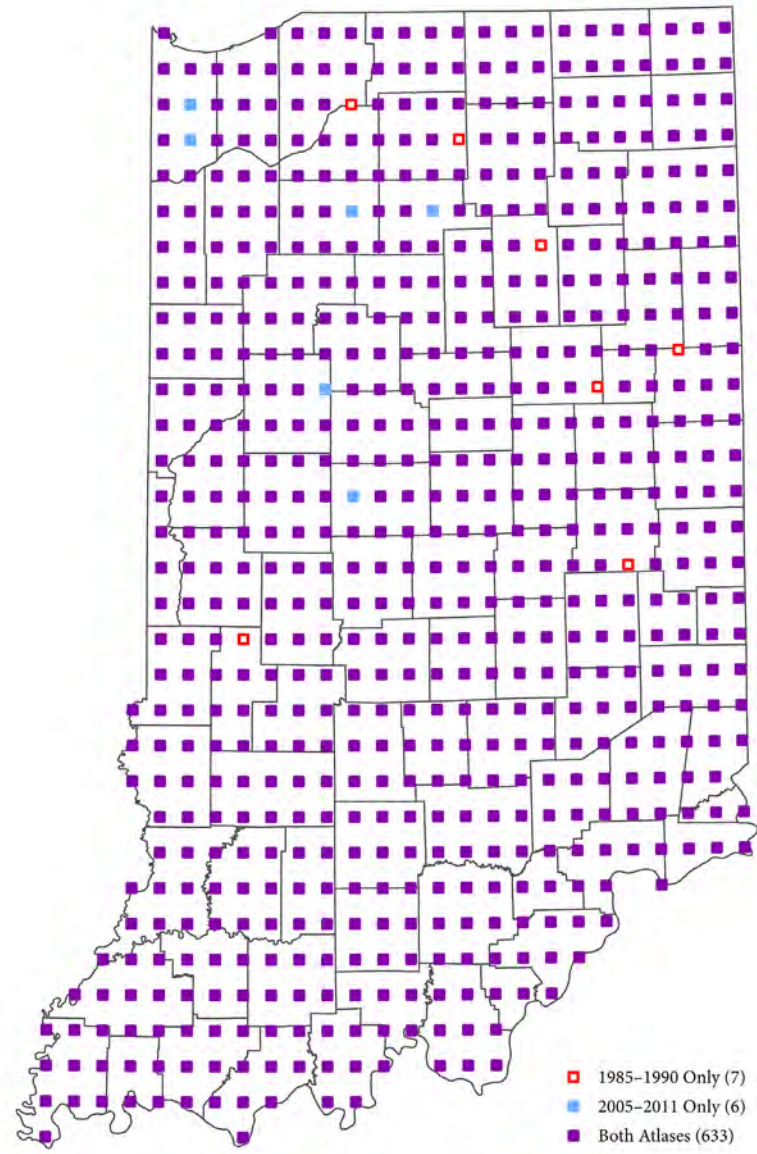 1985–1990 Only (7)
2005–2011 Only (6)
Both Atlases (633)